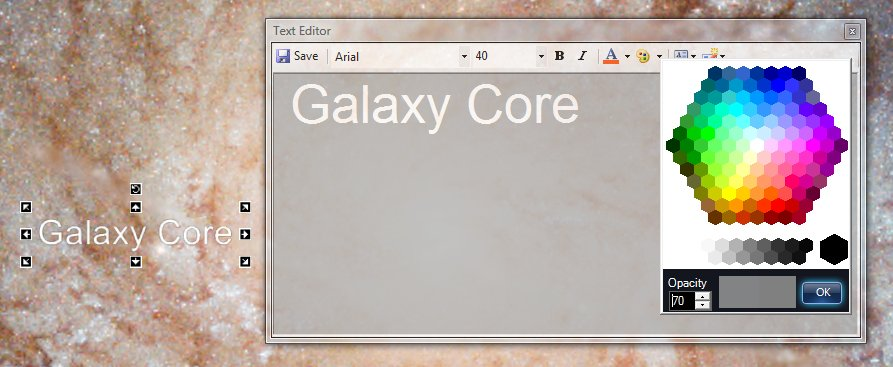 Text Editor
Save Arial 40 B I A
Galaxy Core
Galaxy Core
Opacity
70 OK